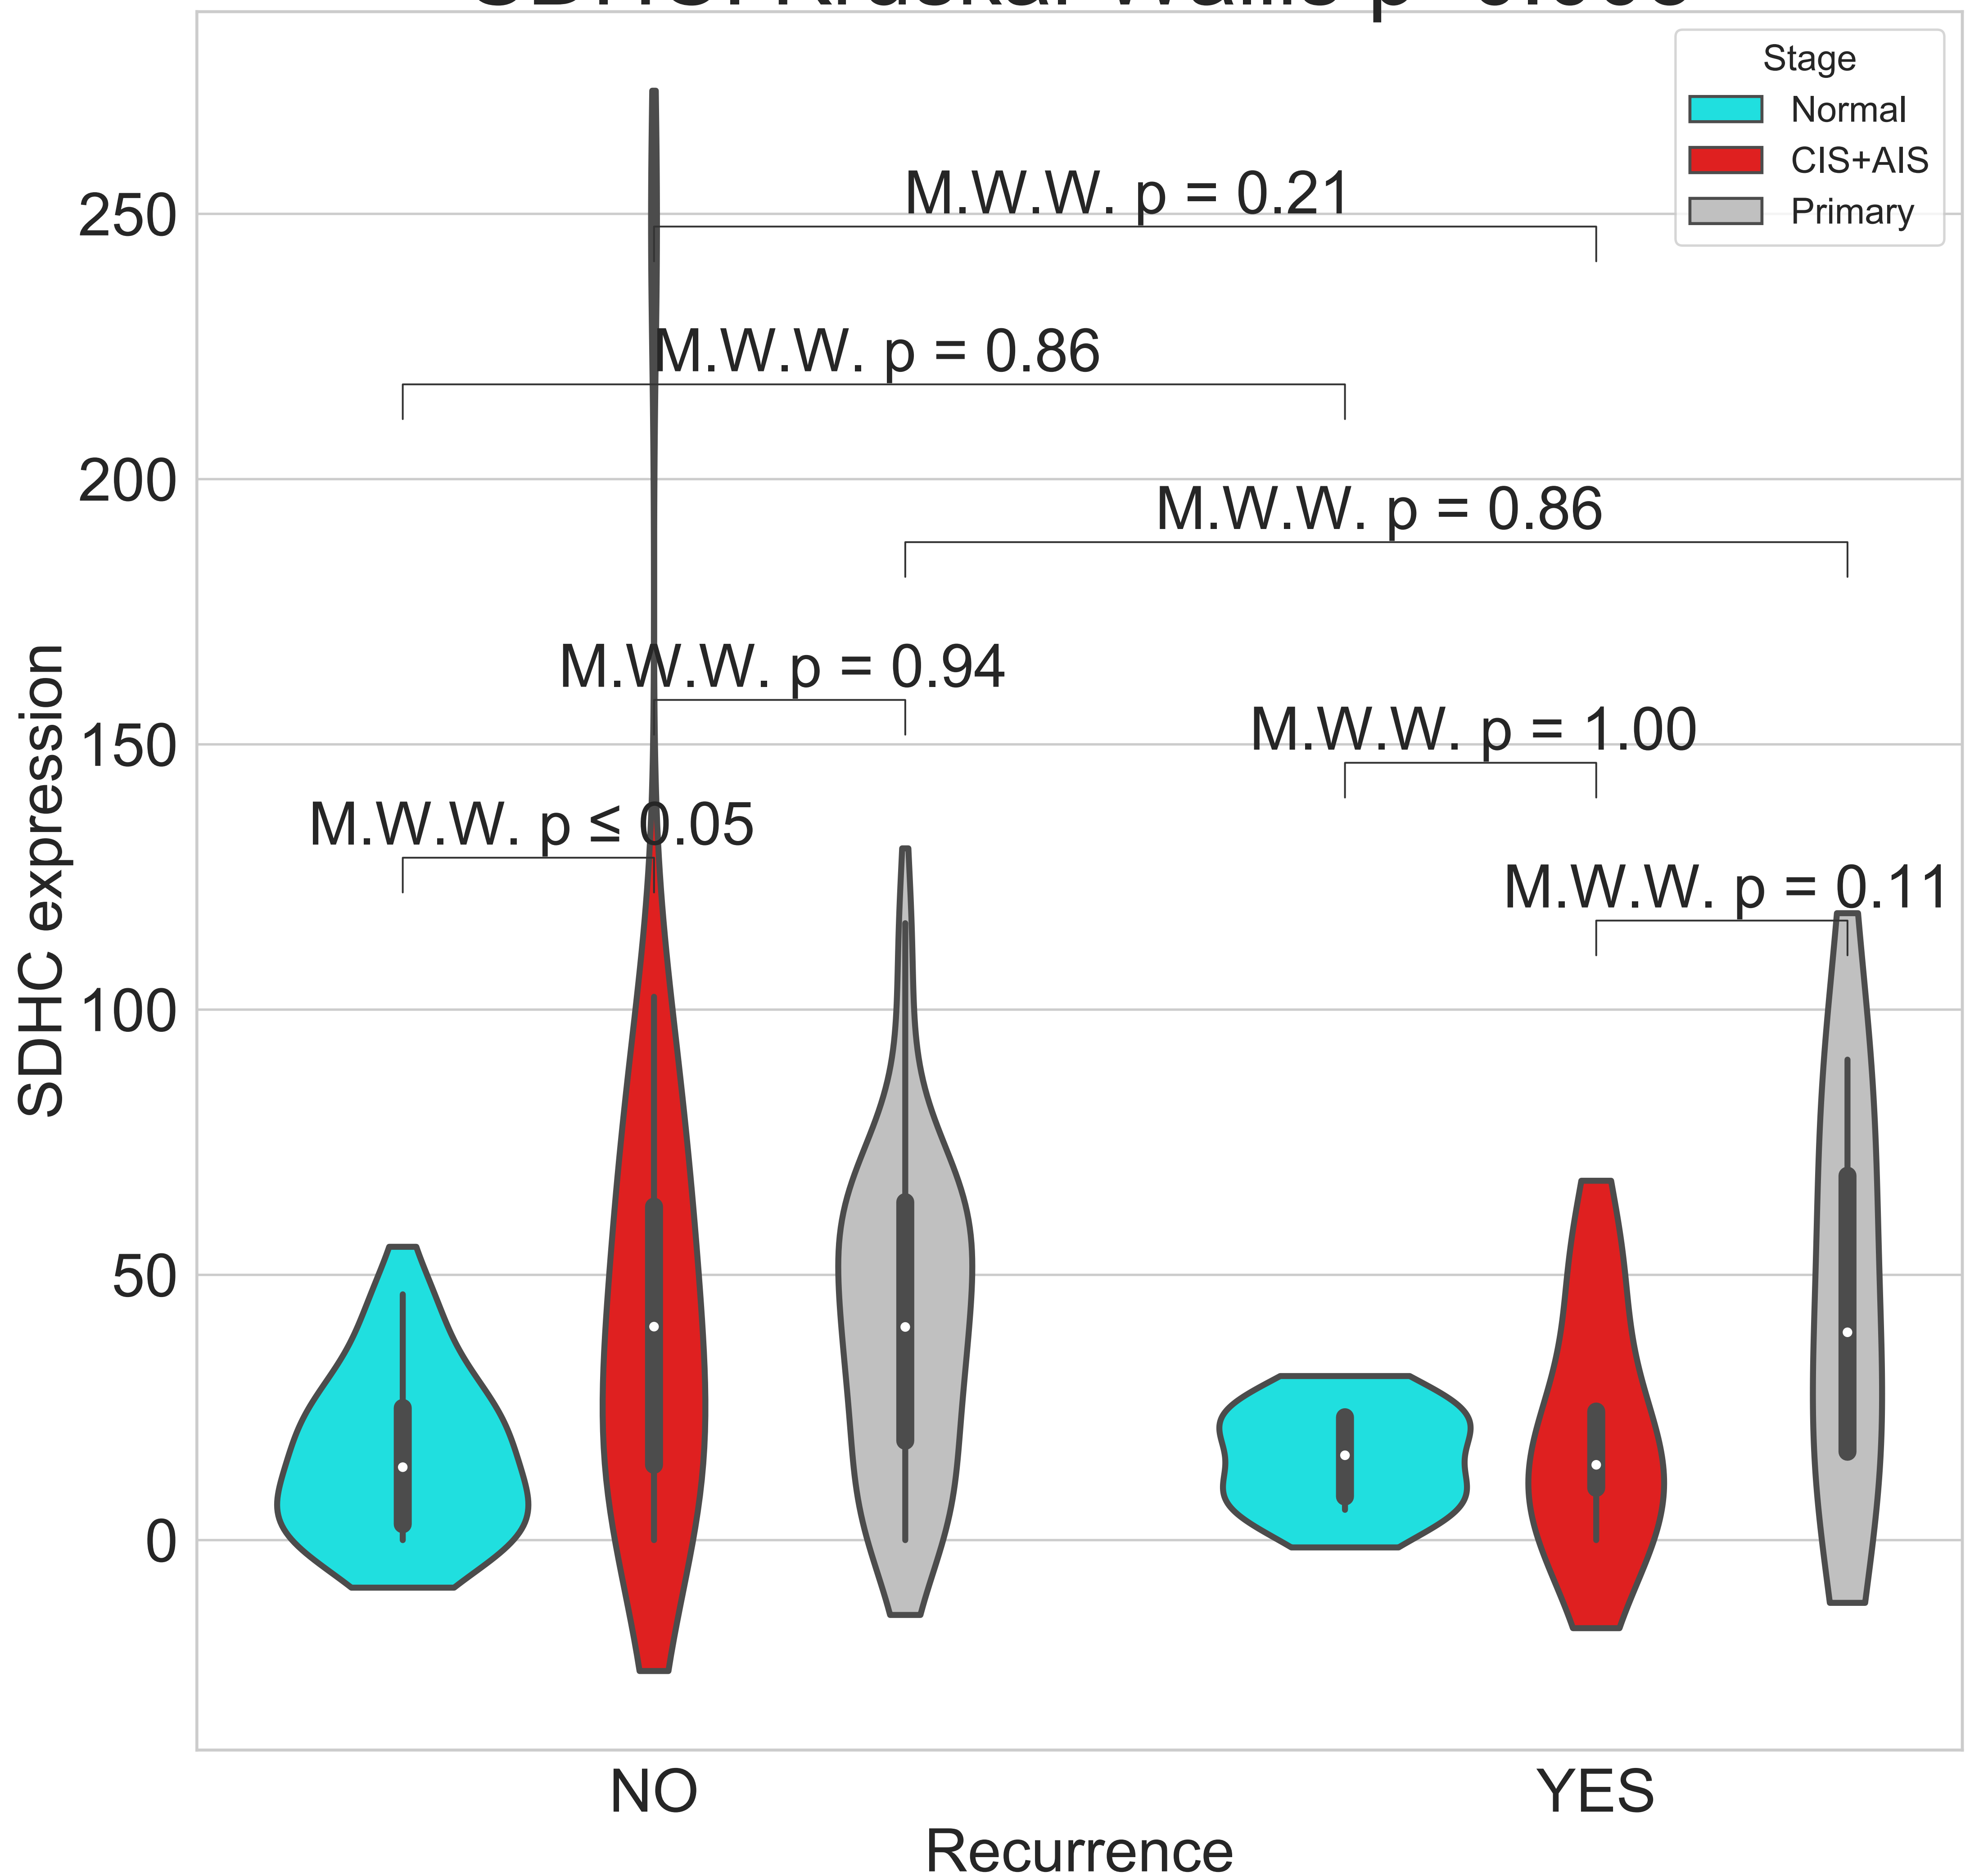 Stage
Normal
CIS+AIS
Primary
M.W.W. p = 0.21
M.W.W. p = 0.86
M.W.W. p = 0.86
M.W.W. p = 0.94
M.W.W. p = 1.00
M.W.W. p ≤ 0.05
M.W.W. p = 0.11
250
200
150
100
50
0
SDHC expression
NO
YES
Recurrence